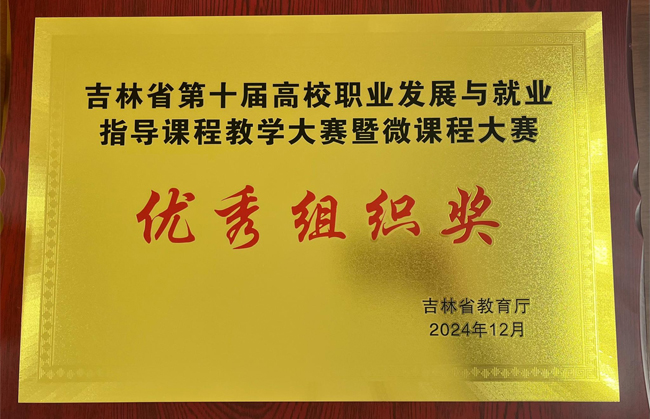 吉林省第十届高校职业发展与就业
指导课程教学大赛暨微课程大赛
优秀组织奖
吉林省教育厅
2024年12月